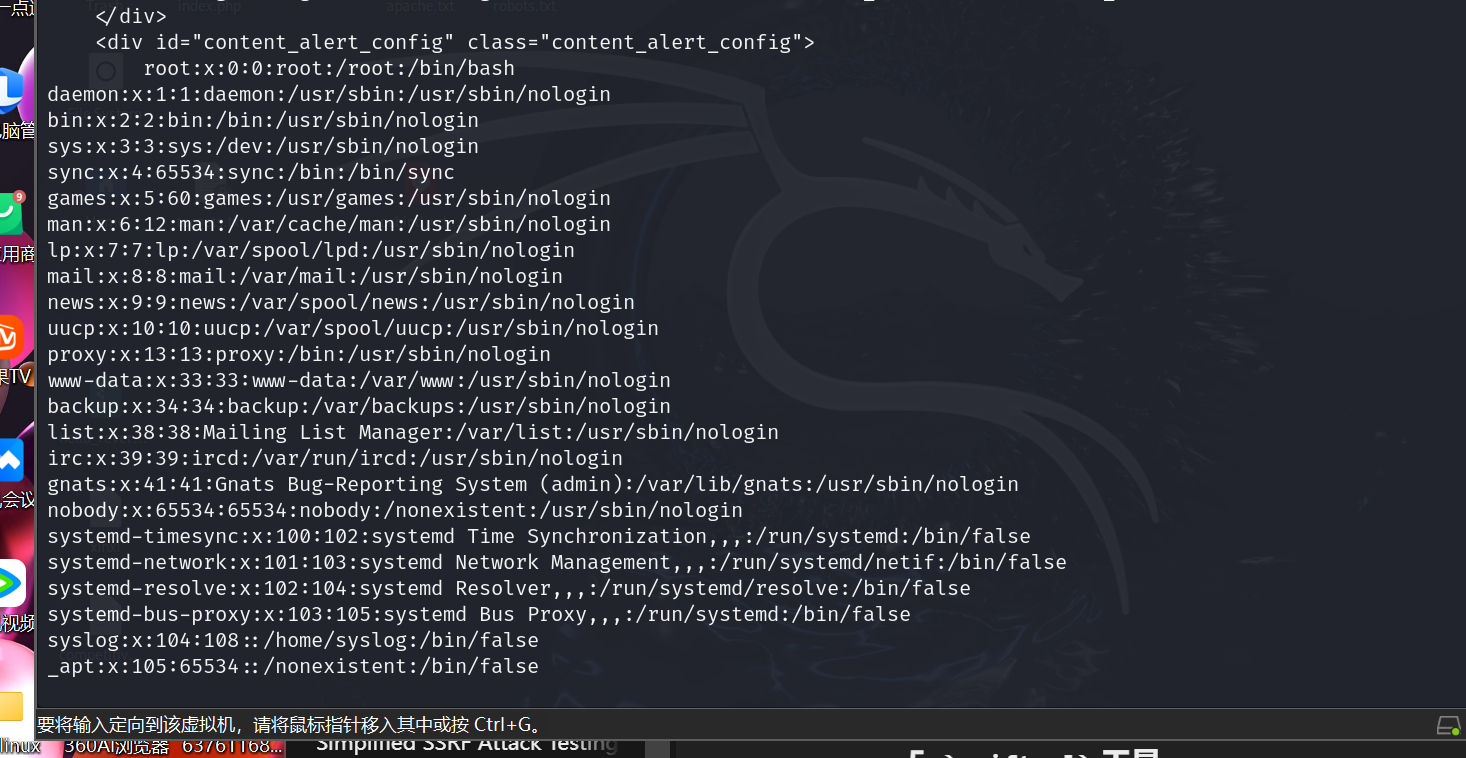 一点
Trash
index.php
apache.txt
robots.txt
</div>
<div id="content_alert_config" class="content_alert_config">
root:x:0:0:root:/root:/bin/bash
daemon:x:1:1:daemon:/usr/sbin:/usr/sbin/nologin
bin:x:2:2:bin:/bin:/usr/sbin/nologin
sys:x:3:3:sys:/dev:/usr/sbin/nologin
sync:x:4:65534:sync:/bin:/bin/sync
games:x:5:60:games:/usr/games:/usr/sbin/nologin
man:x:6:12:man:/var/cache/man:/usr/sbin/nologin
lp:x:7:7:lp:/var/spool/lpd:/usr/sbin/nologin
mail:x:8:8:mail:/var/mail:/usr/sbin/nologin
news:x:9:9:news:/var/spool/news:/usr/sbin/nologin
uucp:x:10:10:uucp:/var/spool/uucp:/usr/sbin/nologin
proxy:x:13:13:proxy:/bin:/usr/sbin/nologin
www-data:x:33:33:www-data:/var/www:/usr/sbin/nologin
backup:x:34:34:backup:/var/backups:/usr/sbin/nologin
list:x:38:38:Mailing List Manager:/var/list:/usr/sbin/nologin
irc:x:39:39:ircd:/var/run/ircd:/usr/sbin/nologin
gnats:x:41:41:Gnats Bug-Reporting System (admin):/var/lib/gnats:/usr/sbin/nologin
nobody:x:65534:65534:nobody:/nonexistent:/usr/sbin/nologin
systemd-timesync:x:100:102:systemd Time Synchronization,,,:/run/systemd:/bin/false
systemd-network:x:101:103:systemd Network Management,,,:/run/systemd/netif:/bin/false
systemd-resolve:x:102:104:systemd Resolver,,,:/run/systemd/resolve:/bin/false
systemd-bus-proxy:x:103:105:systemd Bus Proxy,,,:/run/systemd:/bin/false
syslog:x:104:108::/home/syslog:/bin/false
_apt:x:105:65534::/nonexistent:/bin/false
脑管
9
用商
果TV
会议
视频
要将输入定向到该虚拟机，请将鼠标指针移入其中或按 Ctrl+G。
linux
360AI浏览器
63761168...
Simplified SSRF Attack Testing